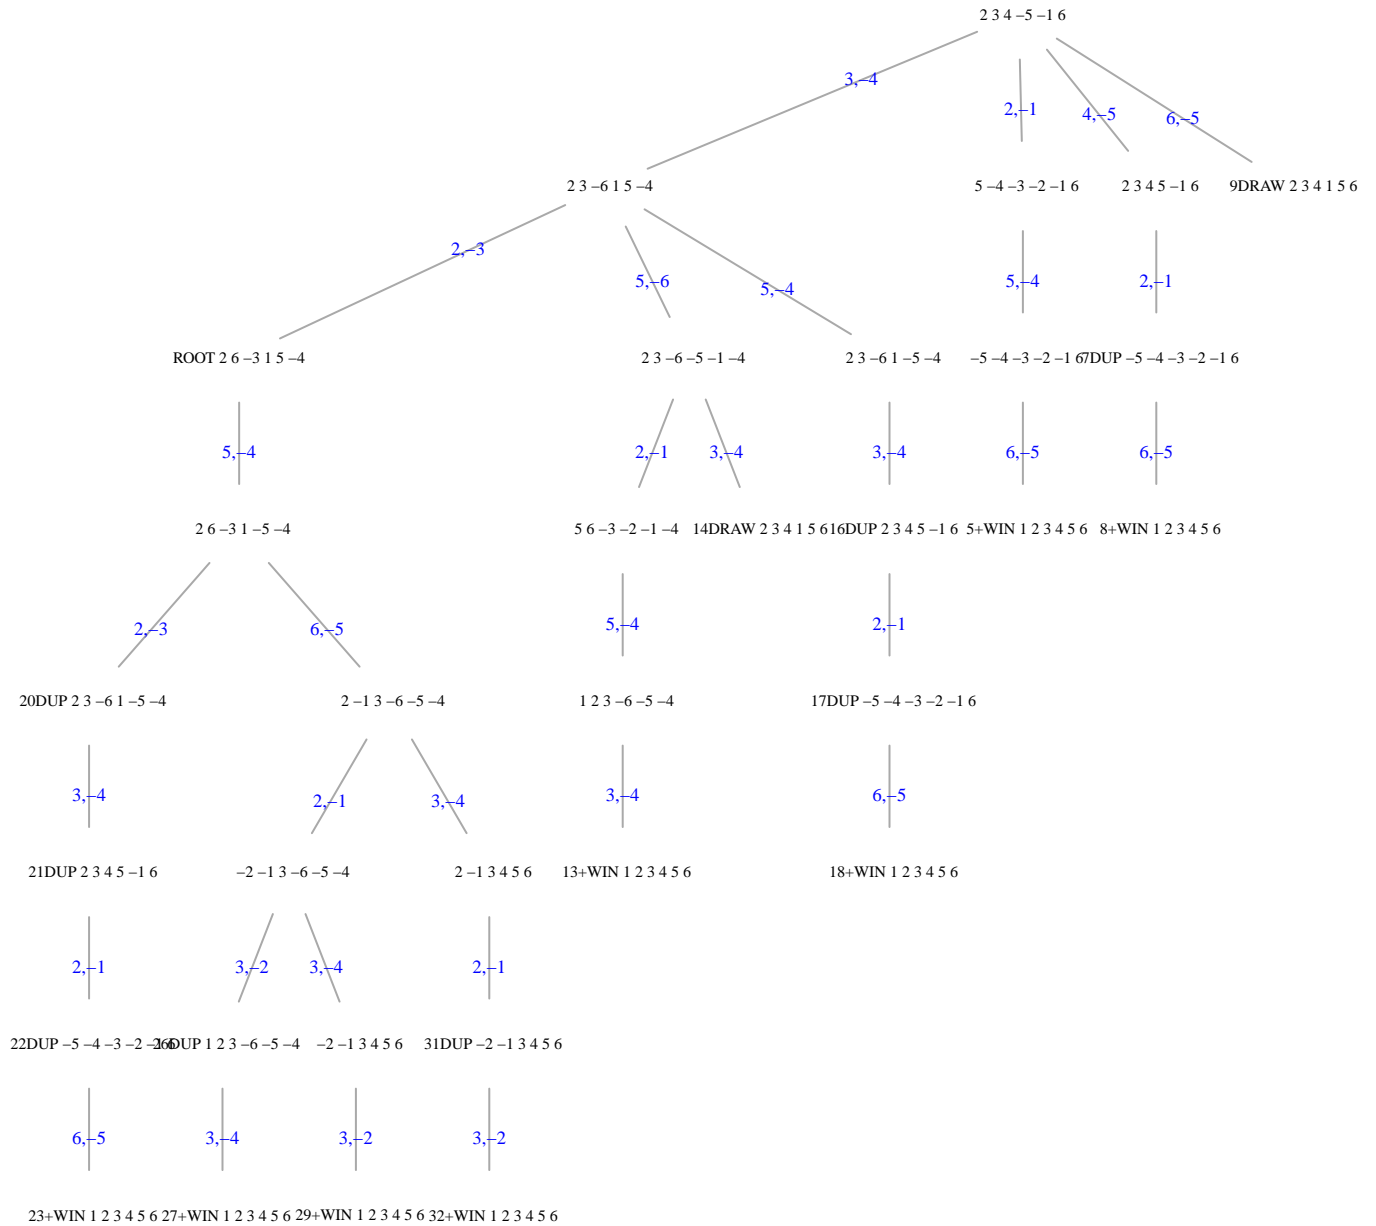 2 3 4 −5 −1 6
3,−4
2,−1
4,−5
6,−5
2 3 −6 1 5 −4
5 −4 −3 −2 −1 6
2 3 4 5 −1 6
9DRAW 2 3 4 1 5 6
2,−3
5,−6
5,−4
5,−4
2,−1
ROOT 2 6 −3 1 5 −4
2 3 −6 −5 −1 −4
2 3 −6 1 −5 −4
−5 −4 −3 −2 −1 6
7DUP −5 −4 −3 −2 −1 6
5,−4
2,−1
3,−4
3,−4
6,−5
6,−5
2 6 −3 1 −5 −4
5 6 −3 −2 −1 −4
14DRAW 2 3 4 1 5 6
16DUP 2 3 4 5 −1 6
5+WIN 1 2 3 4 5 6
8+WIN 1 2 3 4 5 6
2,−3
6,−5
5,−4
2,−1
20DUP 2 3 −6 1 −5 −4
2 −1 3 −6 −5 −4
1 2 3 −6 −5 −4
17DUP −5 −4 −3 −2 −1 6
3,−4
2,−1
3,−4
3,−4
6,−5
21DUP 2 3 4 5 −1 6
−2 −1 3 −6 −5 −4
2 −1 3 4 5 6
13+WIN 1 2 3 4 5 6
18+WIN 1 2 3 4 5 6
2,−1
3,−2
3,−4
2,−1
22DUP −5 −4 −3 −2 −1 6
26DUP 1 2 3 −6 −5 −4
−2 −1 3 4 5 6
31DUP −2 −1 3 4 5 6
6,−5
3,−4
3,−2
3,−2
23+WIN 1 2 3 4 5 6
27+WIN 1 2 3 4 5 6
29+WIN 1 2 3 4 5 6
32+WIN 1 2 3 4 5 6